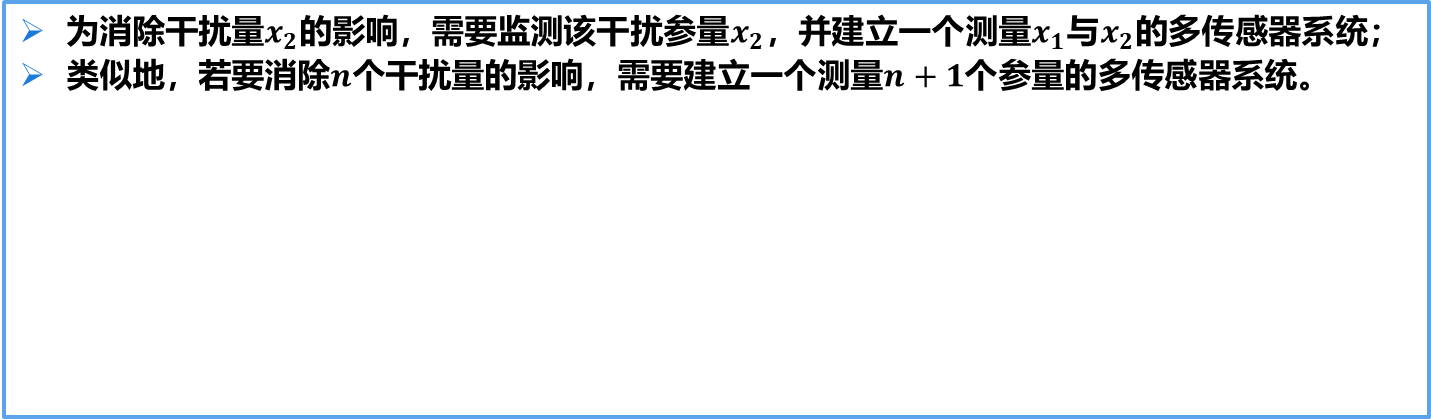 ➢ 为消除干扰量x₂的影响，需要监测该干扰参量x₂，并建立一个测量x₁与x₂的多传感器系统；
➢ 类似地，若要消除n个干扰量的影响，需要建立一个测量n + 1个参量的多传感器系统。